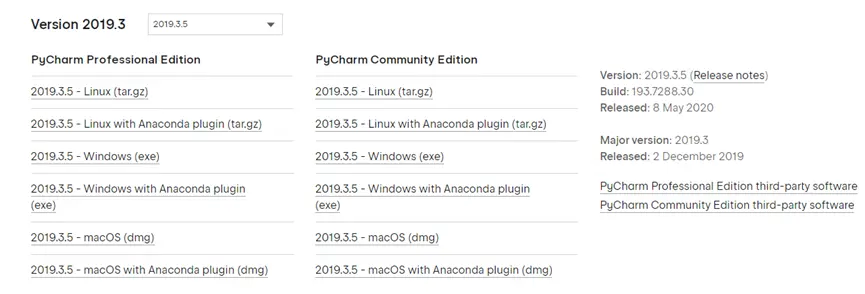 Version 2019.3
2019.3.5
PyCharm Professional Edition
2019.3.5 - Linux (tar.gz)
2019.3.5 - Linux with Anaconda plugin (tar.gz)
2019.3.5 - Windows (exe)
2019.3.5 - Windows with Anaconda plugin
(exe)
2019.3.5 - macOS (dmg)
2019.3.5 - macOS with Anaconda plugin (dmg)
PyCharm Community Edition
2019.3.5 - Linux (tar.gz)
2019.3.5 - Linux with Anaconda plugin (tar.gz)
2019.3.5 - Windows (exe)
2019.3.5 - Windows with Anaconda plugin
(exe)
2019.3.5 - macOS (dmg)
2019.3.5 - macOS with Anaconda plugin (dmg)
Version: 2019.3.5 (Release notes)
Build: 193.7288.30
Released: 8 May 2020
Major version: 2019.3
Released: 2 December 2019
PyCharm Professional Edition third-party software
PyCharm Community Edition third-party software